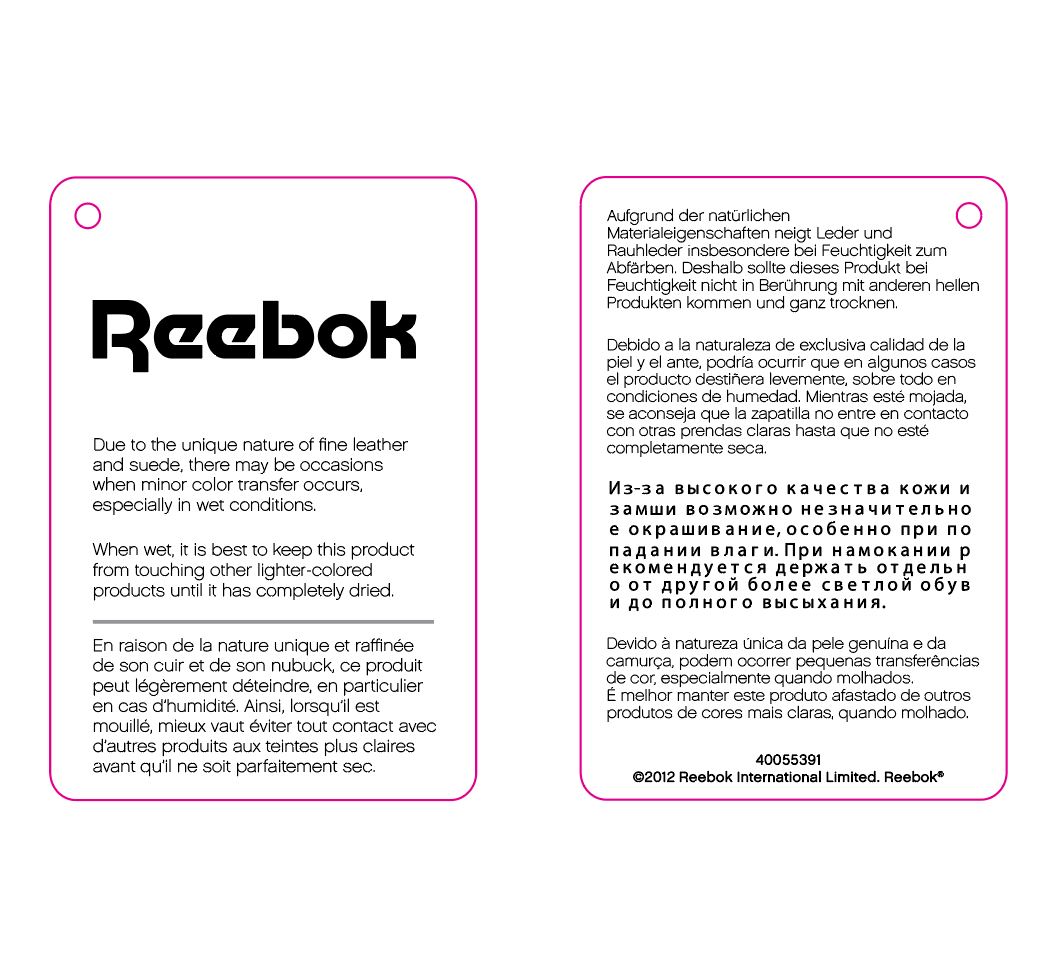 Reebok
Due to the unique nature of fine leather
and suede, there may be occasions
when minor color transfer occurs,
especially in wet conditions.
When wet, it is best to keep this product
from touching other lighter-colored
products until it has completely dried.
En raison de la nature unique et raffinée
de son cuir et de son nubuck, ce produit
peut légèrement déteindre, en particulier
en cas d'humidité. Ainsi, lorsqu'il est
mouillé, mieux vaut éviter tout contact avec
d'autres produits aux teintes plus claires
avant qu'il ne soit parfaitement sec.
Aufgrund der natürlichen
Materialeigenschaften neigt Leder und
Rauhleder insbesondere bei Feuchtigkeit zum
Abfärben. Deshalb sollte dieses Produkt bei
Feuchtigkeit nicht in Berührung mit anderen hellen
Produkten kommen und ganz trocknen.
Debido a la naturaleza de exclusiva calidad de la
piel y el ante, podría ocurrir que en algunos casos
el producto destiñera levemente, sobre todo en
condiciones de humedad. Mientras esté mojada,
se aconseja que la zapatilla no entre en contacto
con otras prendas claras hasta que no esté
completamente seca.
Из-за высокого качества кожи и
замши возможно незначительно
е окрашивание, особенно при по
падании влаги. При намокании р
екомендуется держать отдельн
о от другой более светлой обув
и до полного высыхания.
Devido à natureza única da pele genuína e da
camurça, podem ocorrer pequenas transferências
de cor, especialmente quando molhados.
É melhor manter este produto afastado de outros
produtos de cores mais claras, quando molhado.
40055391
©2012 Reebok International Limited. Reebok®